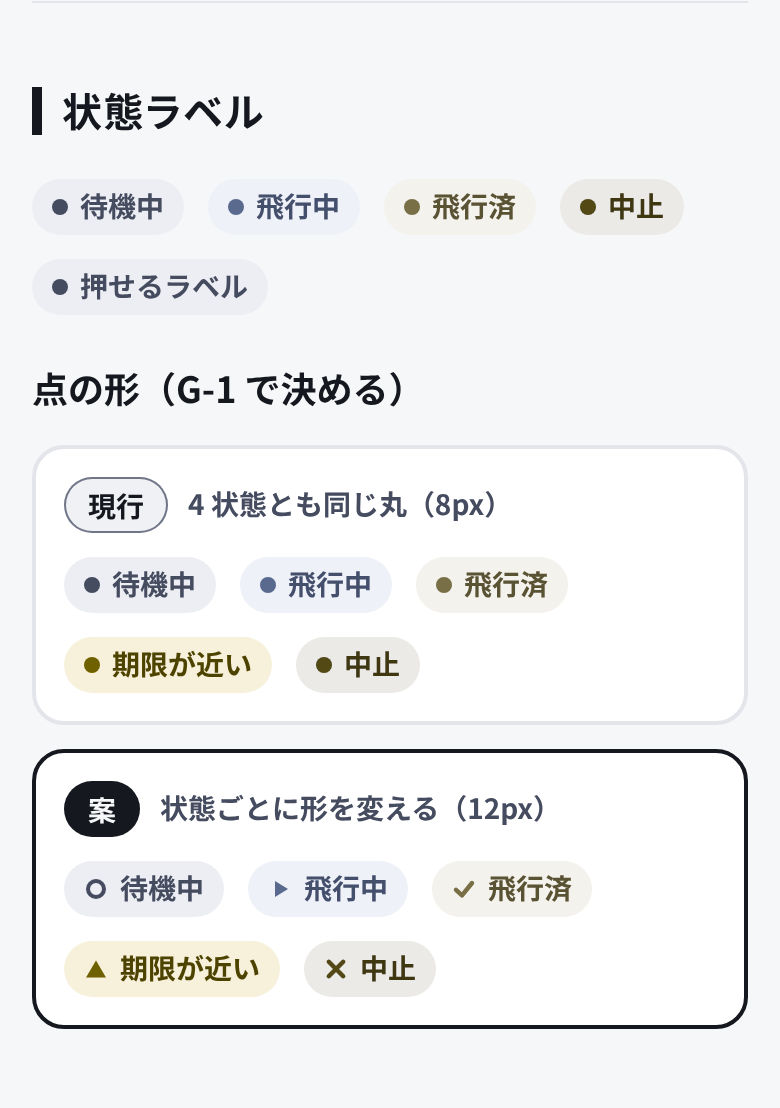 状態ラベル
待機中 飛行中 飛行済 中止
押せるラベル
点の形（G-1 で決める）
現行 4 状態とも同じ丸（8px）
待機中 飛行中 飛行済
期限が近い 中止
案 状態ごとに形を変える（12px）
待機中 飛行中 飛行済
期限が近い 中止